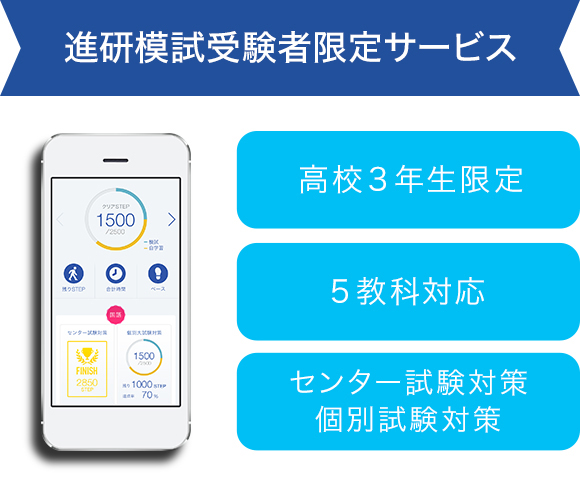 進研模試受験者限定サービス
高校３年生限定
５教科対応
センター試験対策
個別試験対策
クリアSTEP
1500
/2500
模試
自学習
残りSTEP
合計時間
ペース
国語
センター試験対策
FINISH
2850
STEP
個別大試験対策
1500
/2500
残り 1000 STEP
達成率 70 %